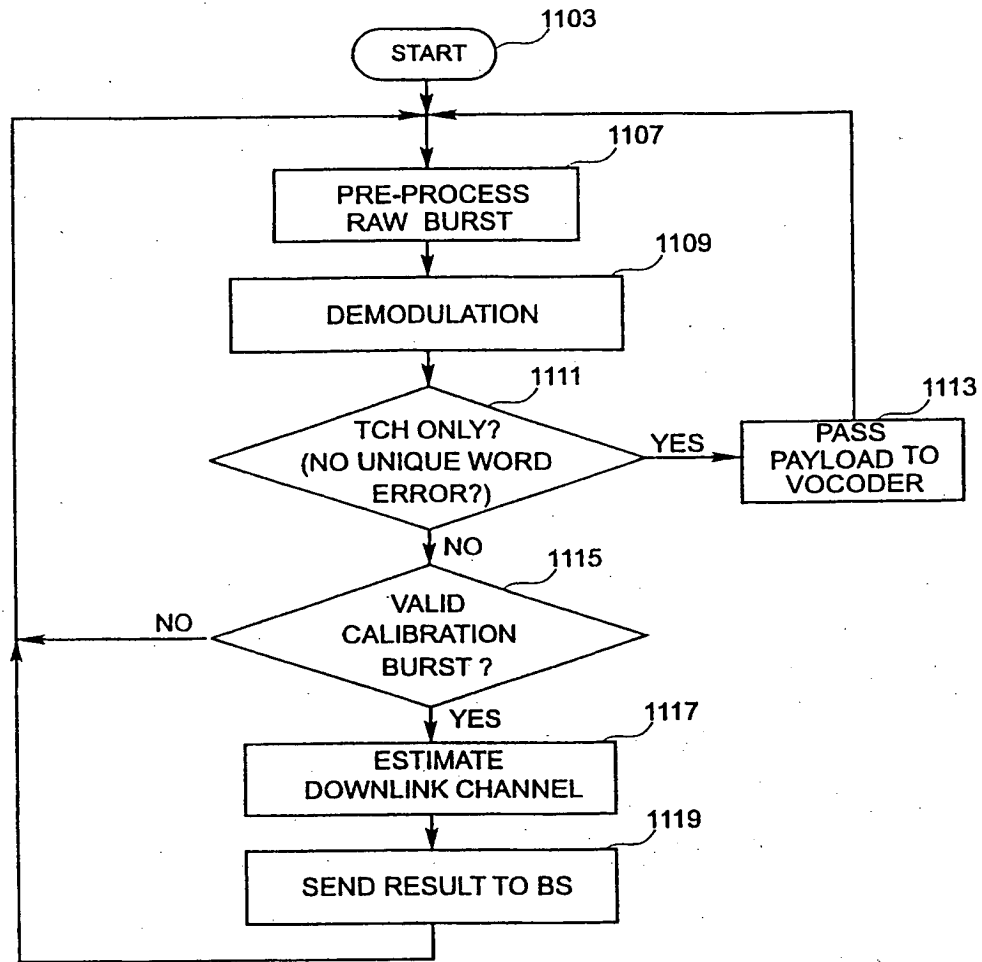 1103
START
1107
PRE-PROCESS
RAW BURST
1109
DEMODULATION
1111
TCH ONLY?
(NO UNIQUE WORD
ERROR?)
YES
1113
PASS
PAYLOAD TO
VOCODER
NO
1115
VALID
CALIBRATION
BURST ?
NO
YES
1117
ESTIMATE
DOWNLINK CHANNEL
1119
SEND RESULT TO BS